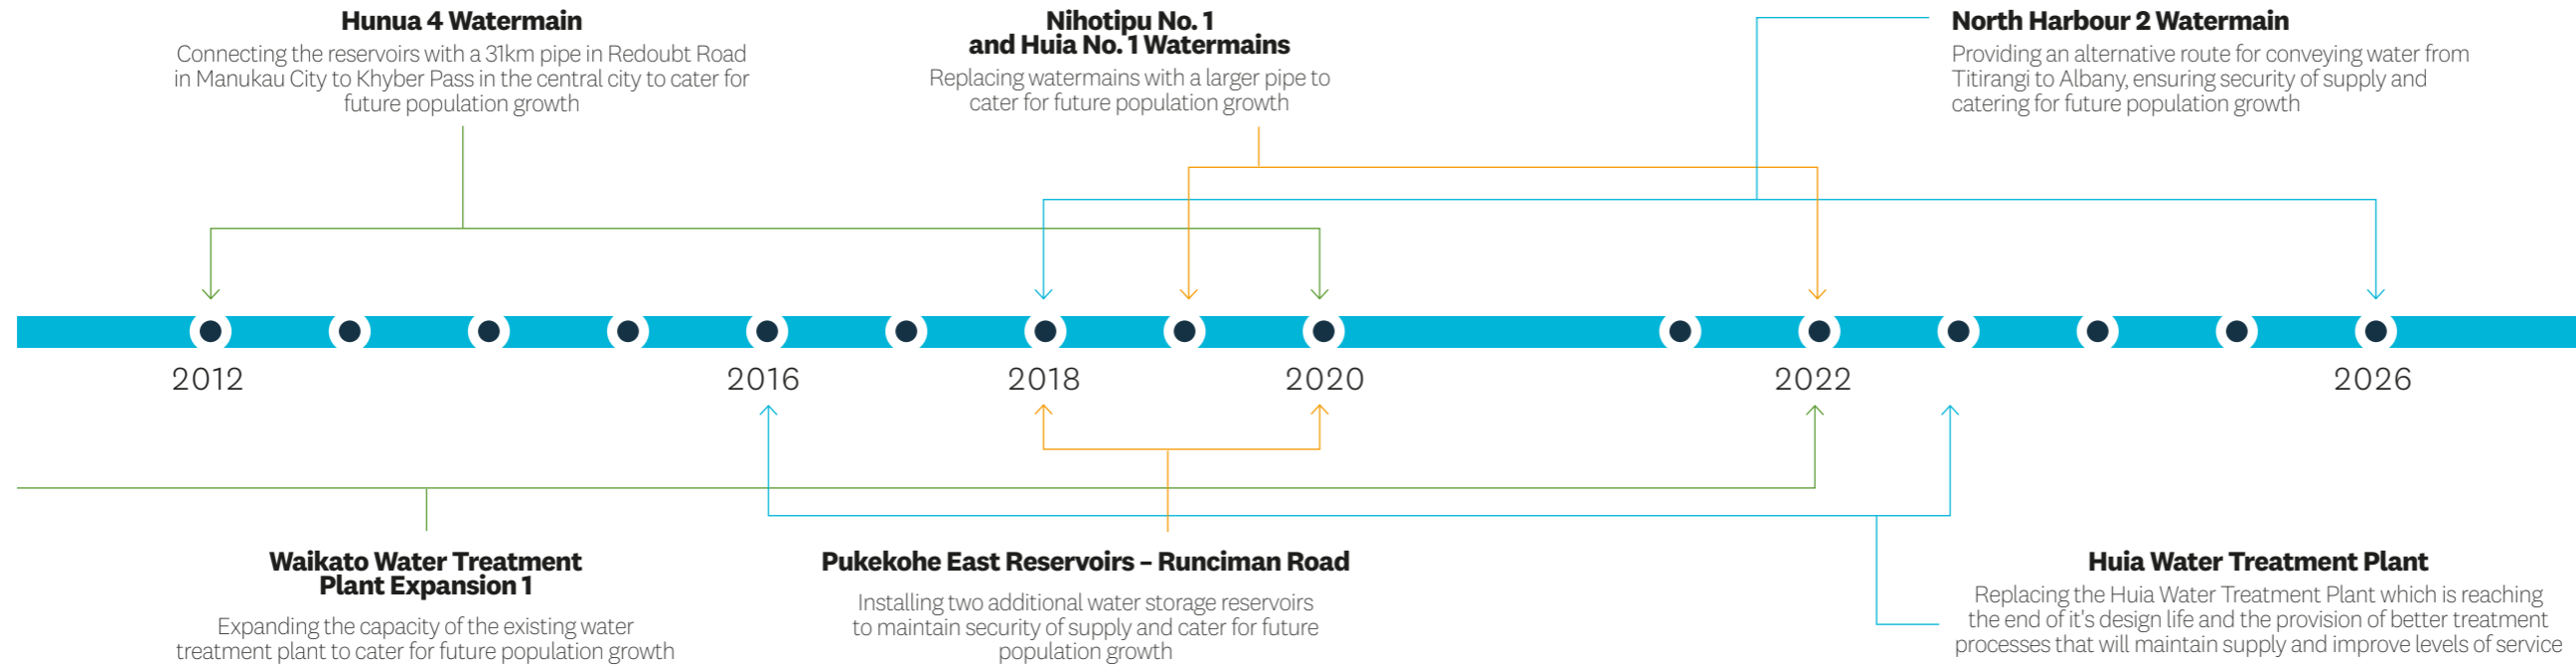 Hunua 4 Watermain
Connecting the reservoirs with a 31km pipe in Redoubt Road
in Manukau City to Khyber Pass in the central city to cater for
future population growth
Nihotipu No. 1
and Huia No. 1 Watermains
Replacing watermains with a larger pipe to
cater for future population growth
North Harbour 2 Watermain
Providing an alternative route for conveying water from
Titirangi to Albany, ensuring security of supply and
catering for future population growth
2012
2016
2018
2020
2022
2026
Waikato Water Treatment
Plant Expansion 1
Expanding the capacity of the existing water
treatment plant to cater for future population growth
Pukekohe East Reservoirs – Runciman Road
Installing two additional water storage reservoirs
to maintain security of supply and cater for future
population growth
Huia Water Treatment Plant
Replacing the Huia Water Treatment Plant which is reaching
the end of it's design life and the provision of better treatment
processes that will maintain supply and improve levels of service